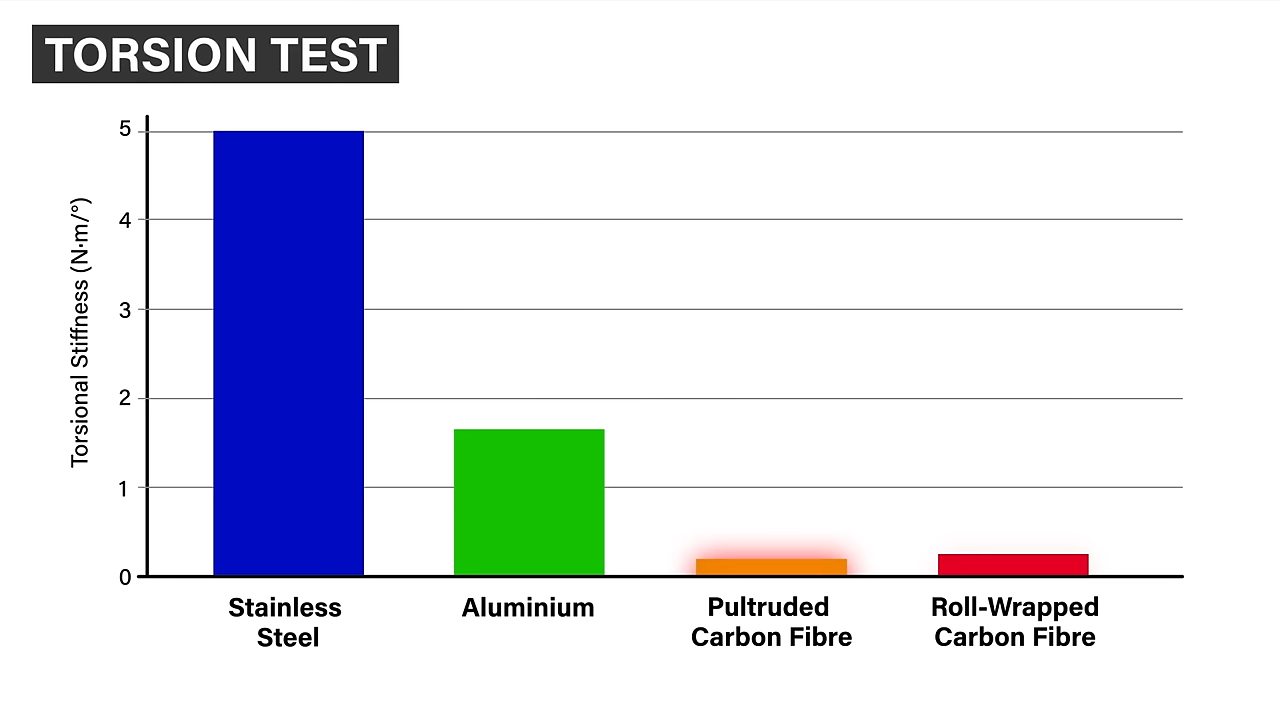 TORSION TEST
Torsional Stiffness (N·m/°)
5
4
3
2
1
0
Stainless
Steel
Aluminium
Pultruded
Carbon Fibre
Roll-Wrapped
Carbon Fibre